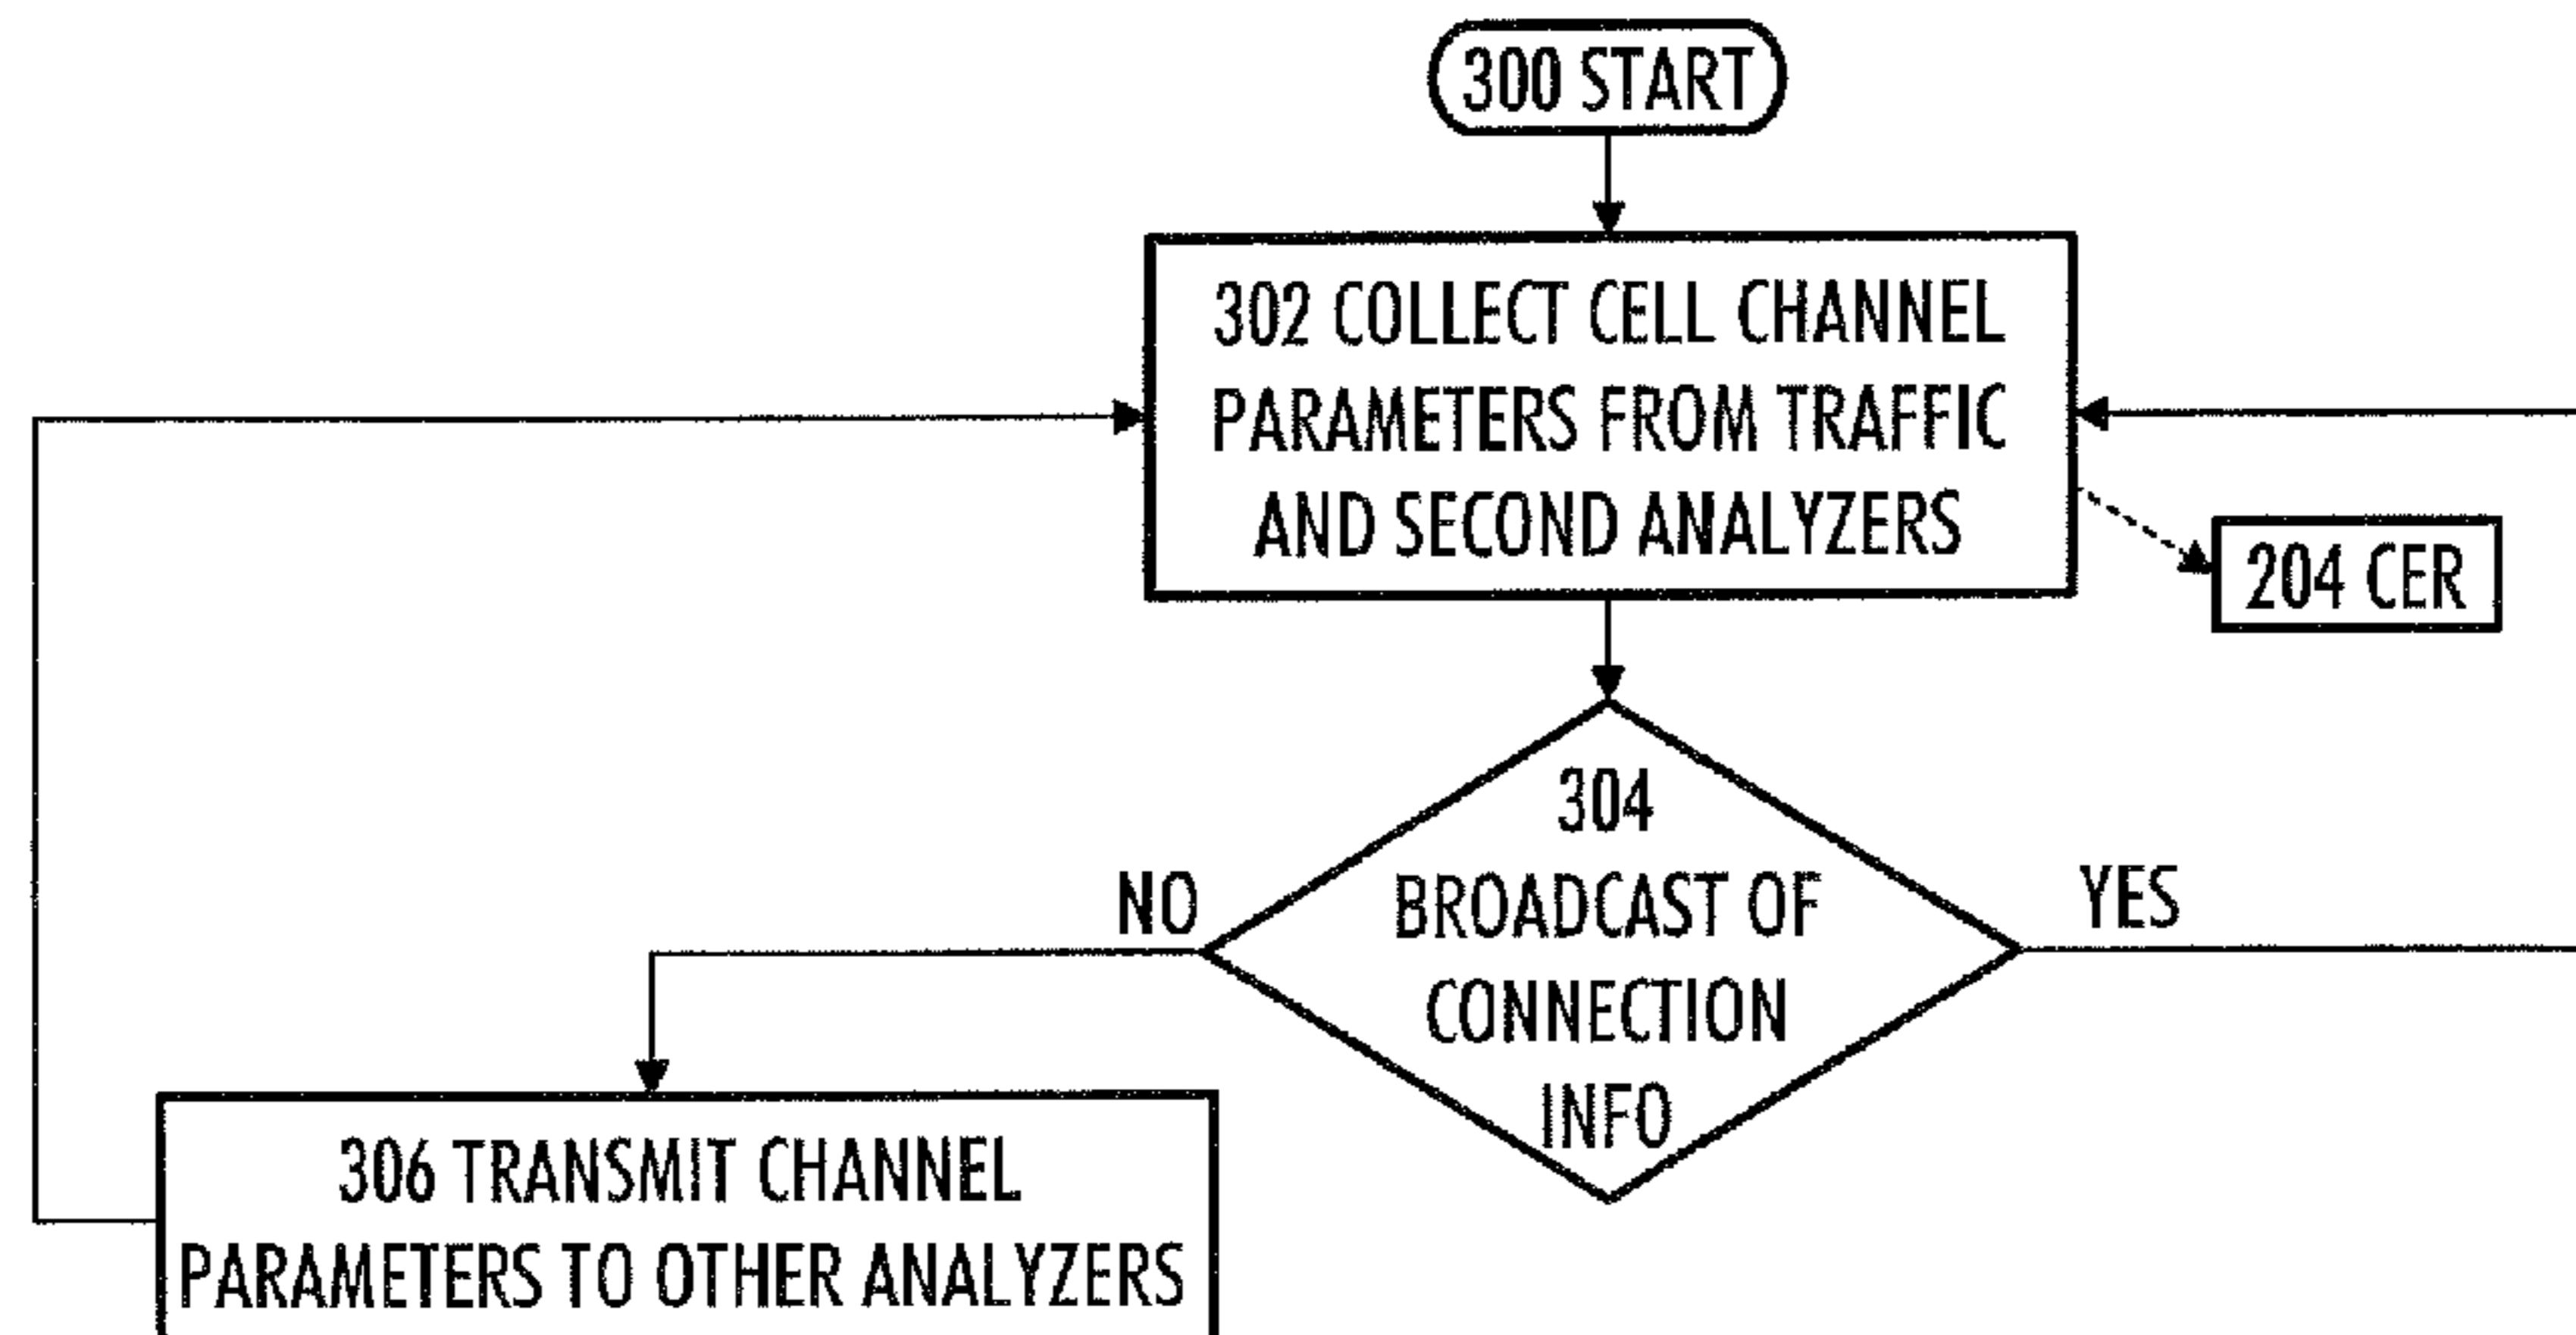 300 START
302 COLLECT CELL CHANNEL
PARAMETERS FROM TRAFFIC
AND SECOND ANALYZERS
204 CER
304
BROADCAST OF
CONNECTION
INFO
NO
YES
306 TRANSMIT CHANNEL
PARAMETERS TO OTHER ANALYZERS